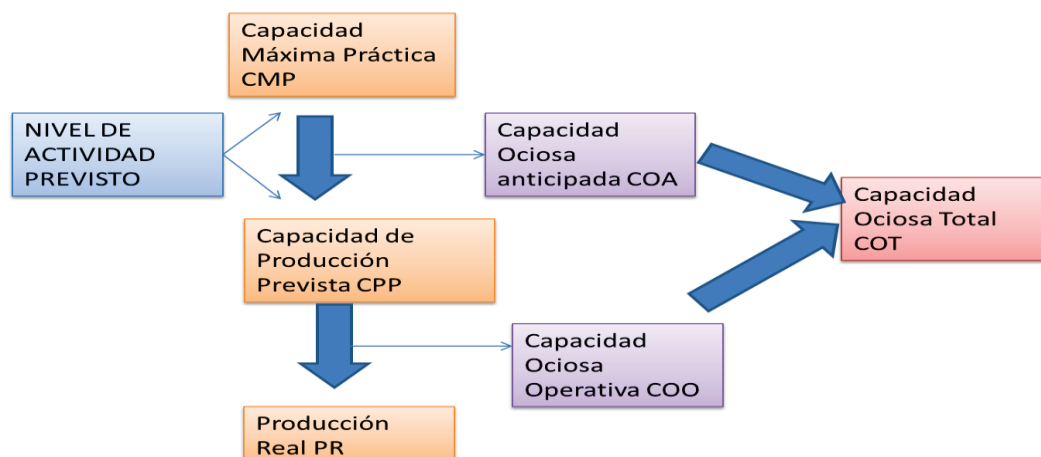 Capacidad
Máxima Práctica
CMP
NIVEL DE
ACTIVIDAD
PREVISTO
Capacidad
Ociosa
anticipada COA
Capacidad
Ociosa Total
COT
Capacidad de
Producción
Prevista CPP
Capacidad
Ociosa
Operativa COO
Producción
Real PR